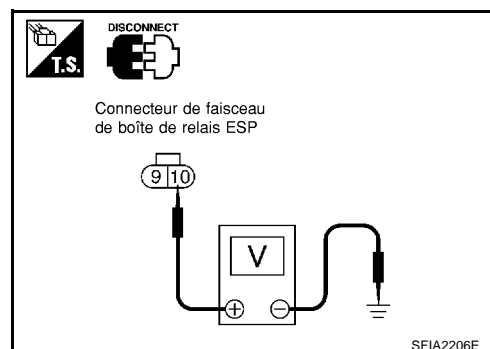 DISCONNECT
T.S.
Connecteur de faisceau
de boîte de relais ESP
9 10
V
+ −
SFIA2206E